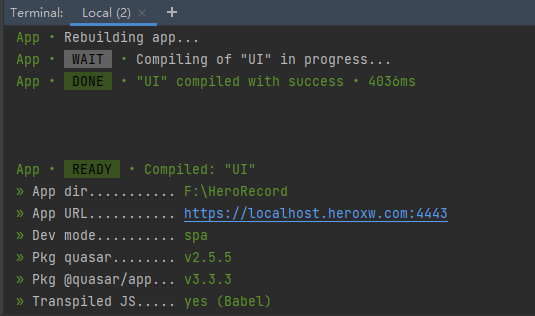 Terminal: Local (2) × +
App • Rebuilding app...
App • WAIT • Compiling of "UI" in progress...
App • DONE • "UI" compiled with success • 4036ms
App • READY • Compiled: "UI"
» App dir........... F:\HeroRecord
» App URL........... https://localhost.heroxw.com:4443
» Dev mode.......... spa
» Pkg quasar........ v2.5.5
» Pkg @quasar/app... v3.3.3
» Transpiled JS..... yes (Babel)